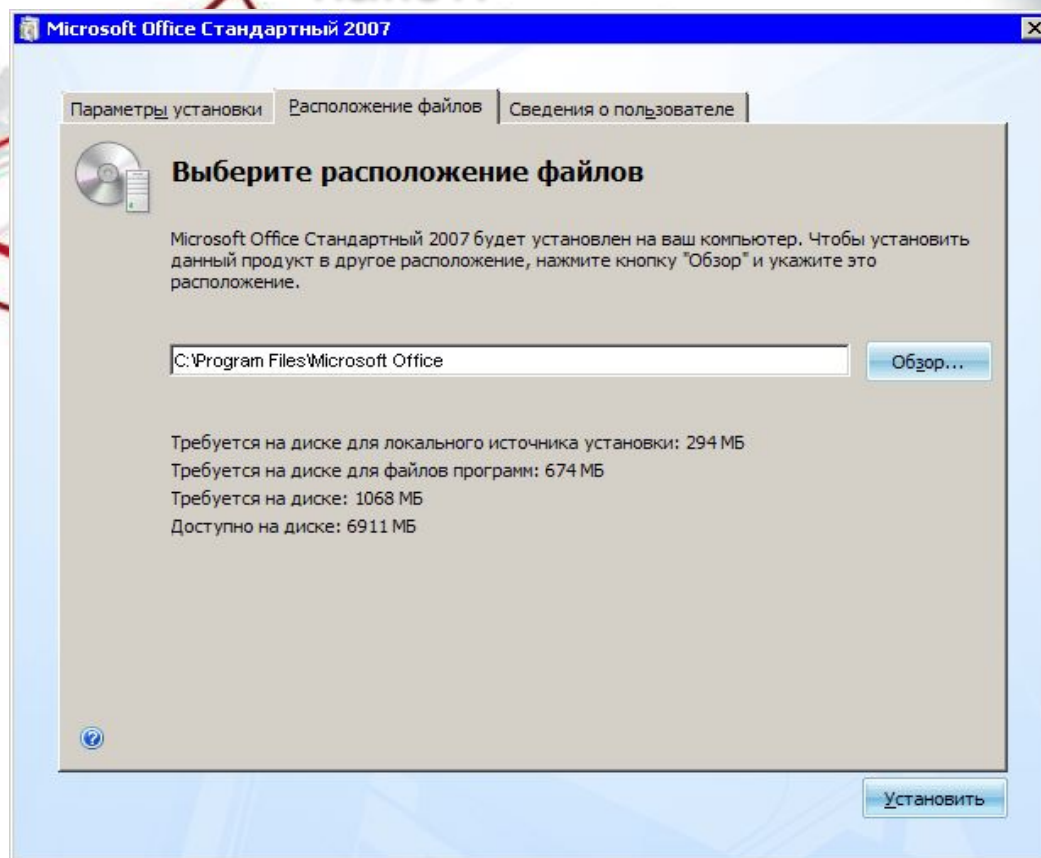 Microsoft Office Стандартный 2007
Параметры установки
Расположение файлов
Сведения о пользователе
Выберите расположение файлов
Microsoft Office Стандартный 2007 будет установлен на ваш компьютер. Чтобы установить
данный продукт в другое расположение, нажмите кнопку "Обзор" и укажите это
расположение.
C:\Program Files\Microsoft Office
Обзор...
Требуется на диске для локального источника установки: 294 МБ
Требуется на диске для файлов программ: 674 МБ
Требуется на диске: 1068 МБ
Доступно на диске: 6911 МБ
Установить